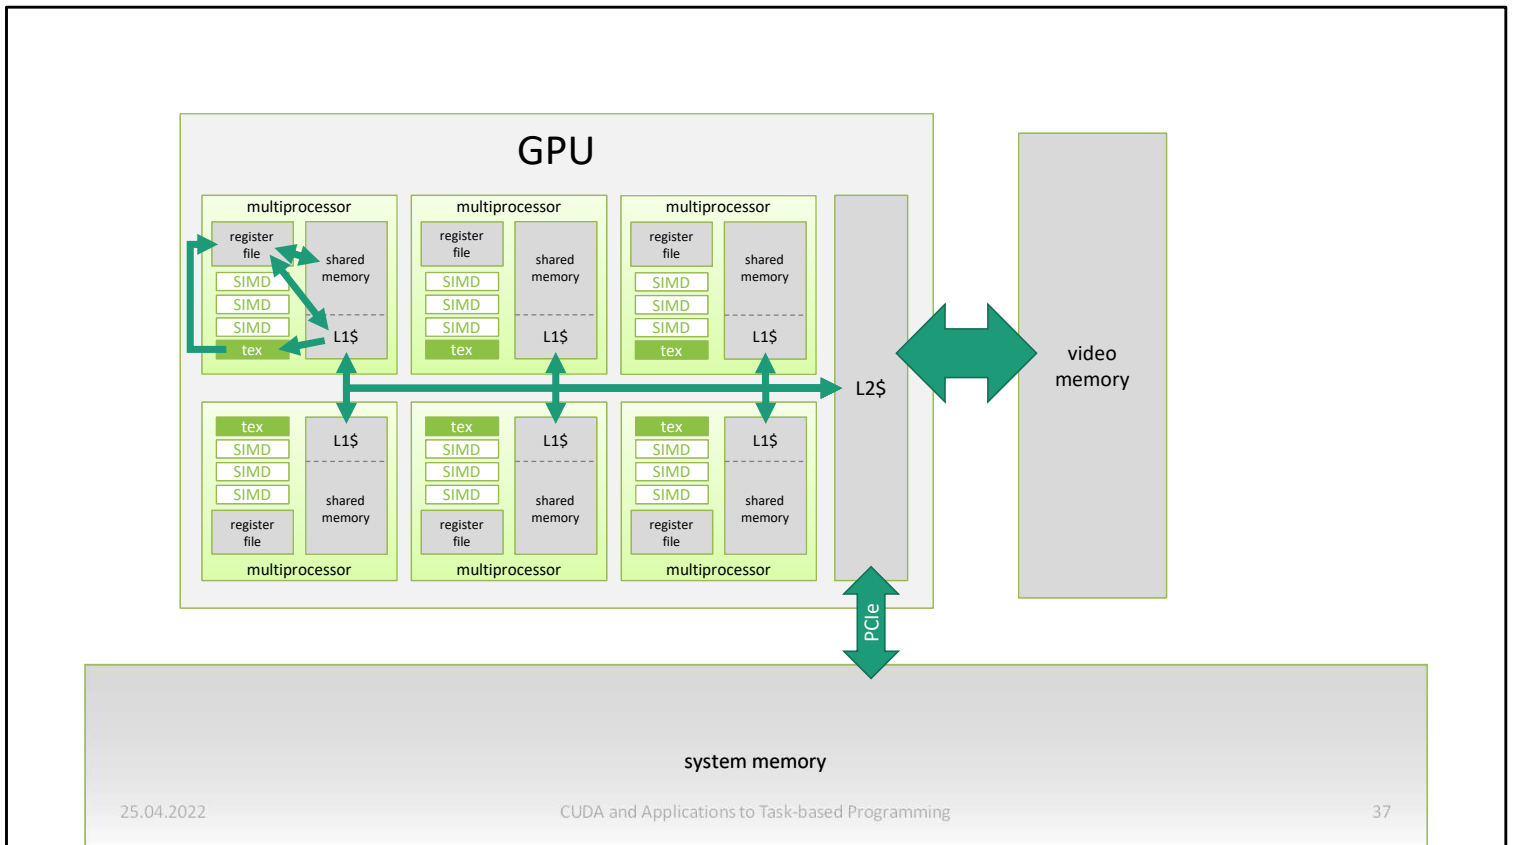 GPU
multiprocessor
register
file
shared
memory
SIMD
SIMD
SIMD
tex
L1$
multiprocessor
register
file
shared
memory
SIMD
SIMD
SIMD
tex
L1$
multiprocessor
register
file
shared
memory
SIMD
SIMD
SIMD
tex
L1$
tex
SIMD
SIMD
SIMD
L1$
shared
memory
register
file
multiprocessor
tex
SIMD
SIMD
SIMD
L1$
shared
memory
register
file
multiprocessor
tex
SIMD
SIMD
SIMD
L1$
shared
memory
register
file
multiprocessor
L2$
video
memory
PCIe
system memory
25.04.2022
CUDA and Applications to Task-based Programming
37